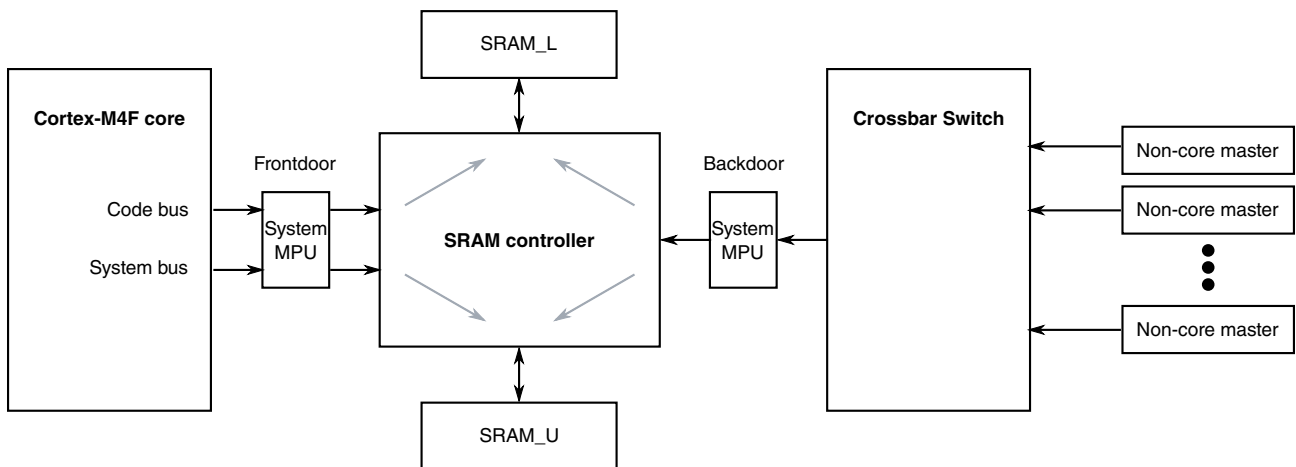 SRAM_L
Cortex-M4F core
Crossbar Switch
Non-core master
Frontdoor
Backdoor
Non-core master
Code bus
System
MPU
SRAM controller
System
MPU
System bus
Non-core master
SRAM_U